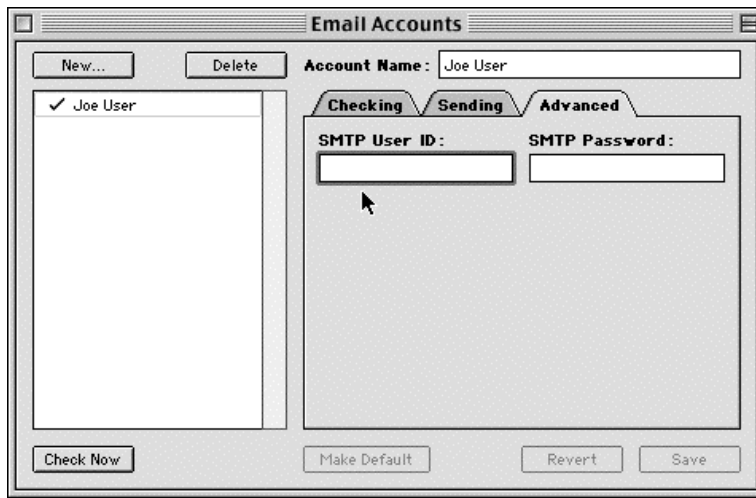 Email Accounts
New... Delete Account Name: Joe User
✓ Joe User
Checking Sending Advanced
SMTP User ID: SMTP Password:
Check Now Make Default Revert Save